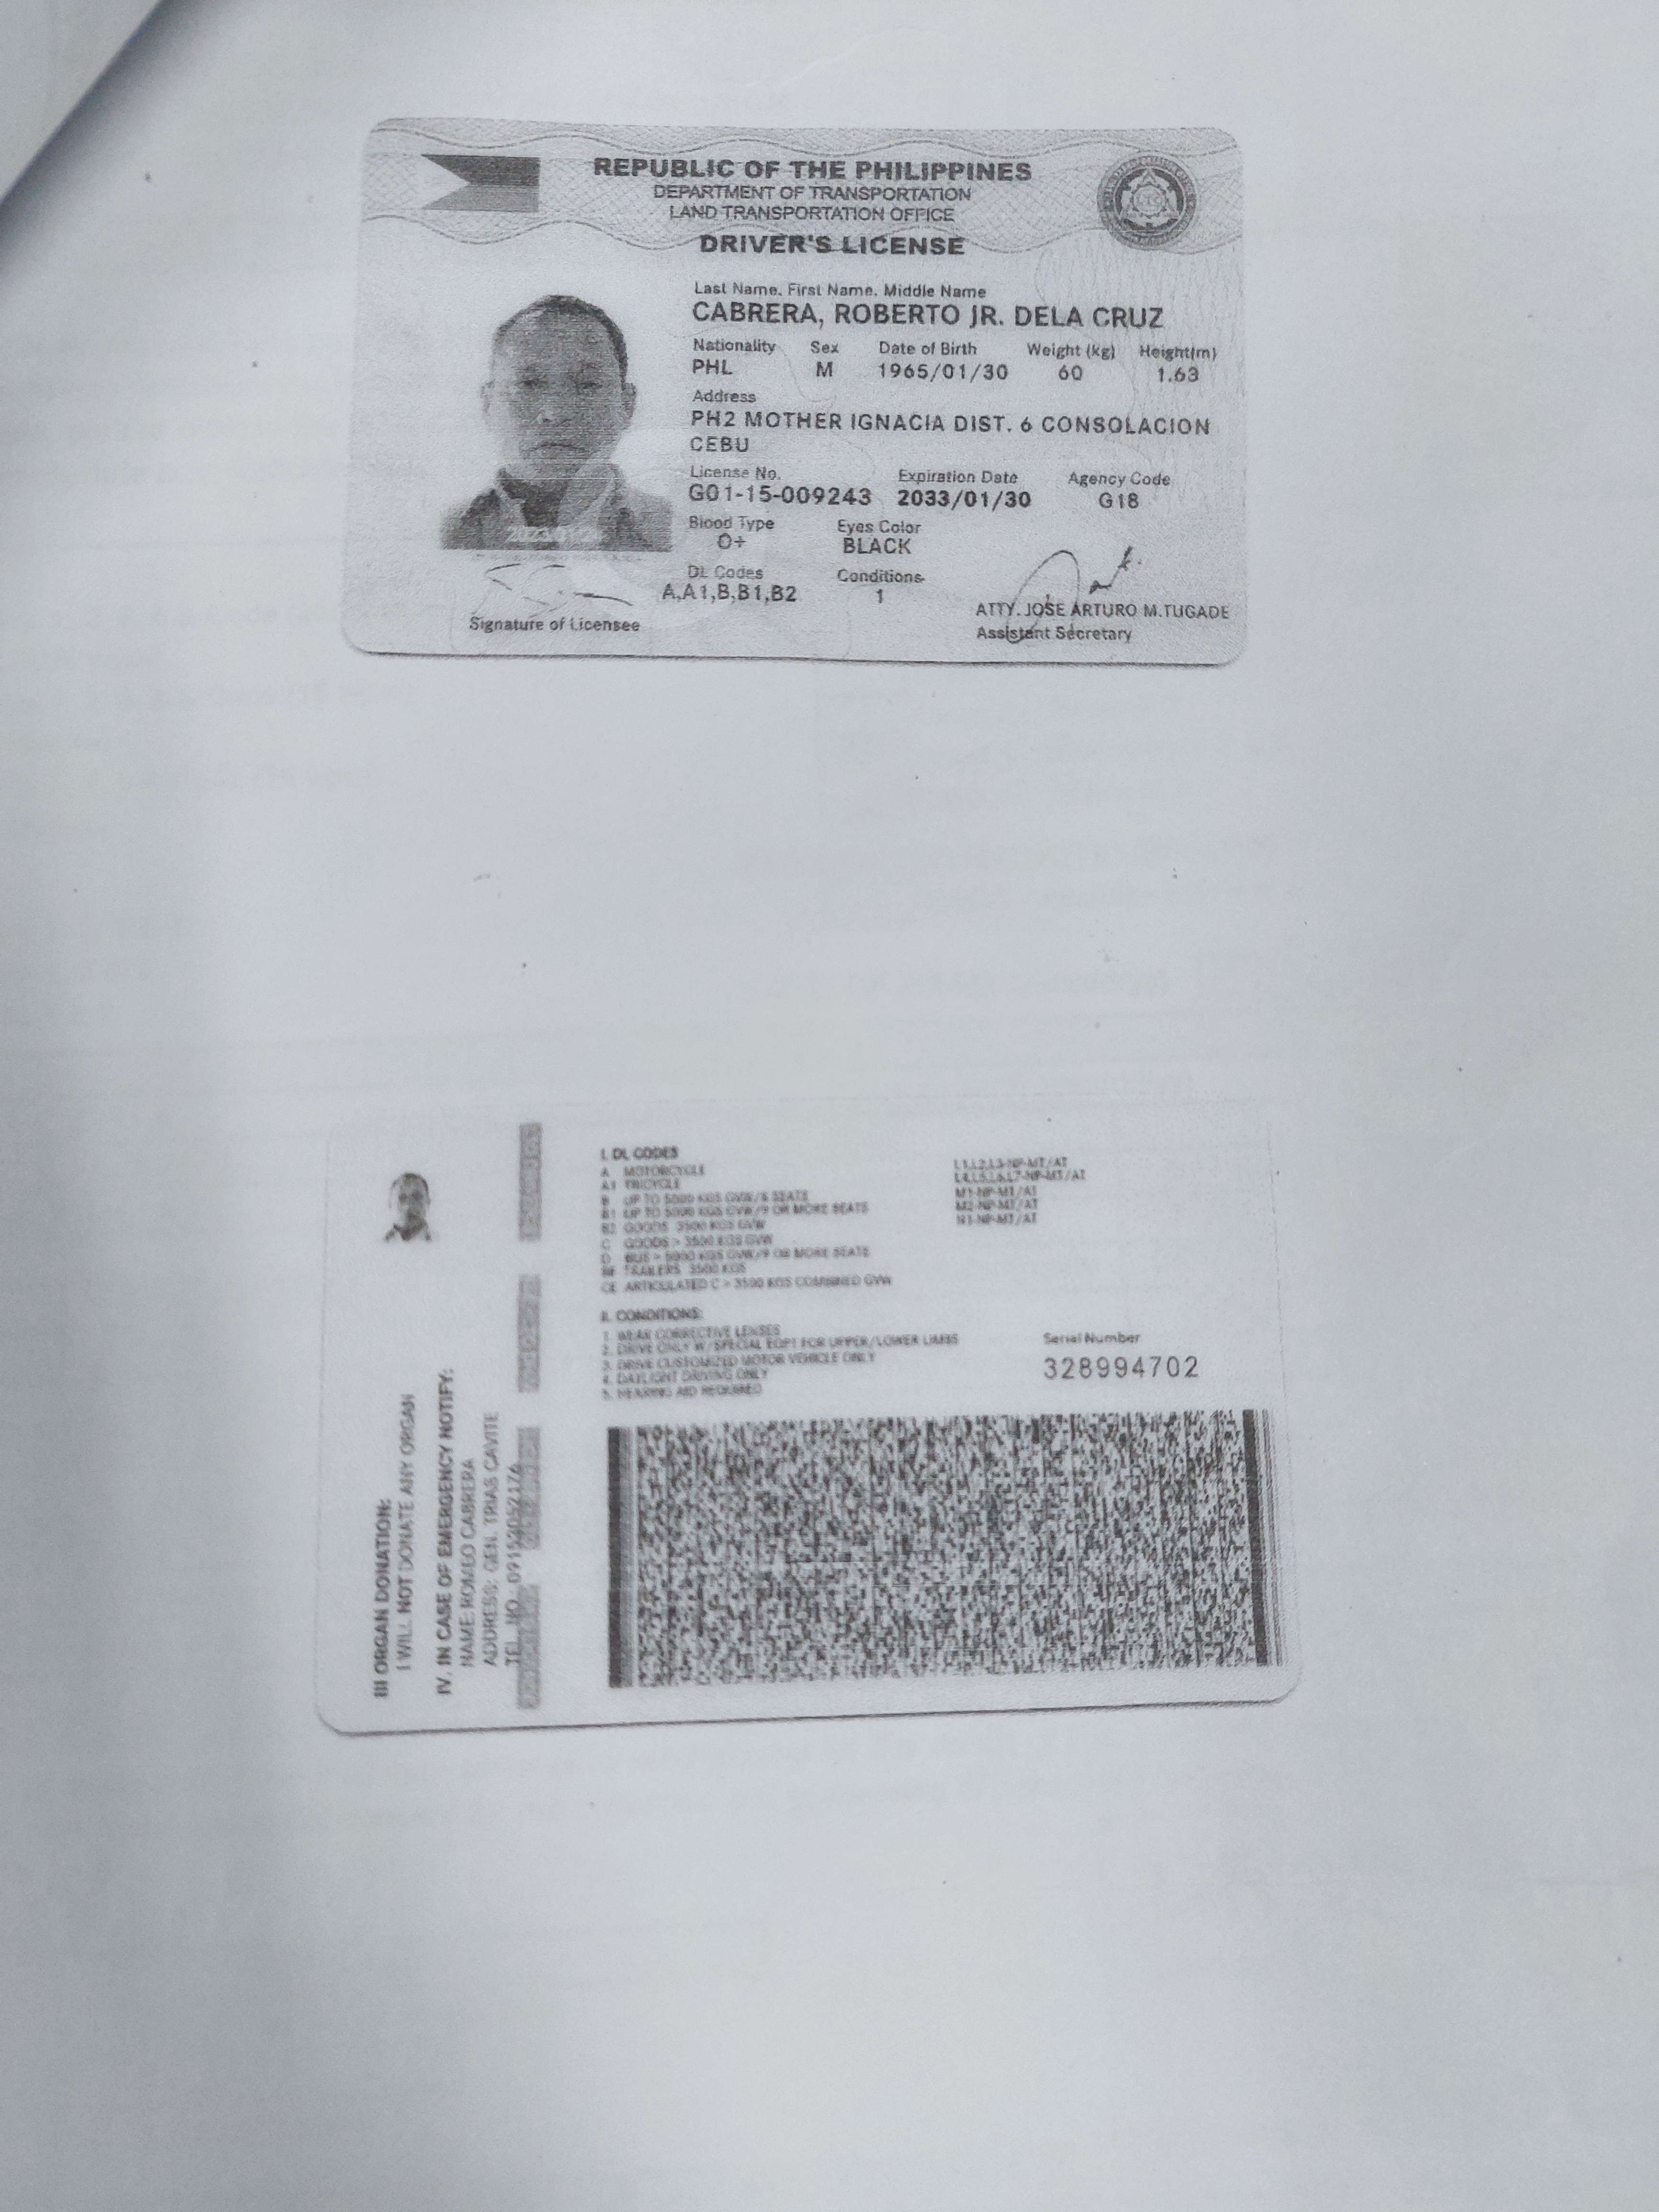 REPUBLIC OF THE PHILIPPINES
DEPARTMENT OF TRANSPORTATION
LAND TRANSPORTATION OFFICE
DRIVER'S LICENSE
Last Name, First Name, Middle Name
CABRERA, ROBERTO JR. DELA CRUZ
Nationality Sex Date of Birth Weight (kg) Height(m)
PHL M 1965/01/30 60 1.63
Address
PH2 MOTHER IGNACIA DIST. 6 CONSOLACION
CEBU
License No. Expiration Date Agency Code
G01-15-009243 2033/01/30 G18
Blood Type Eyes Color
O+ BLACK
DL Codes Conditions
A,A1,B,B1,B2 1
Signature of Licensee
ATTY. JOSE ARTURO M.TUGADE
Assistant Secretary
I. DL CODES
A MOTORCYCLE L1,L2,L3-NP-MT/AT
A1 TRICYCLE L4,L5,L6,L7-NP-MT/AT
B UP TO 5000 KGS GVW/8 SEATS M1-NP-MT/AT
B1 UP TO 5000 KGS GVW/9 OR MORE SEATS M2-NP-MT/AT
B2 GOODS 3500 KGS GVW N1-NP-MT/AT
C GOODS > 3500 KGS GVW
D BUS > 5000 KGS GVW/9 OR MORE SEATS
BE TRAILERS 3500 KGS
CE ARTICULATED C > 3500 KGS COMBINED GVW
II. CONDITIONS:
1. WEAR CORRECTIVE LENSES
2. DRIVE ONLY W/SPECIAL EQPT FOR UPPER/LOWER LIMBS
3. DRIVE CUSTOMIZED MOTOR VEHICLE ONLY
4. DAYLIGHT DRIVING ONLY
5. HEARING AID REQUIRED
Serial Number
328994702
III ORGAN DONATION:
I WILL NOT DONATE ANY ORGAN
IV. IN CASE OF EMERGENCY NOTIFY:
NAME: ROMEO CABRERA
ADDRESS: GEN. TRIAS CAVITE
TEL. NO. 09153052176